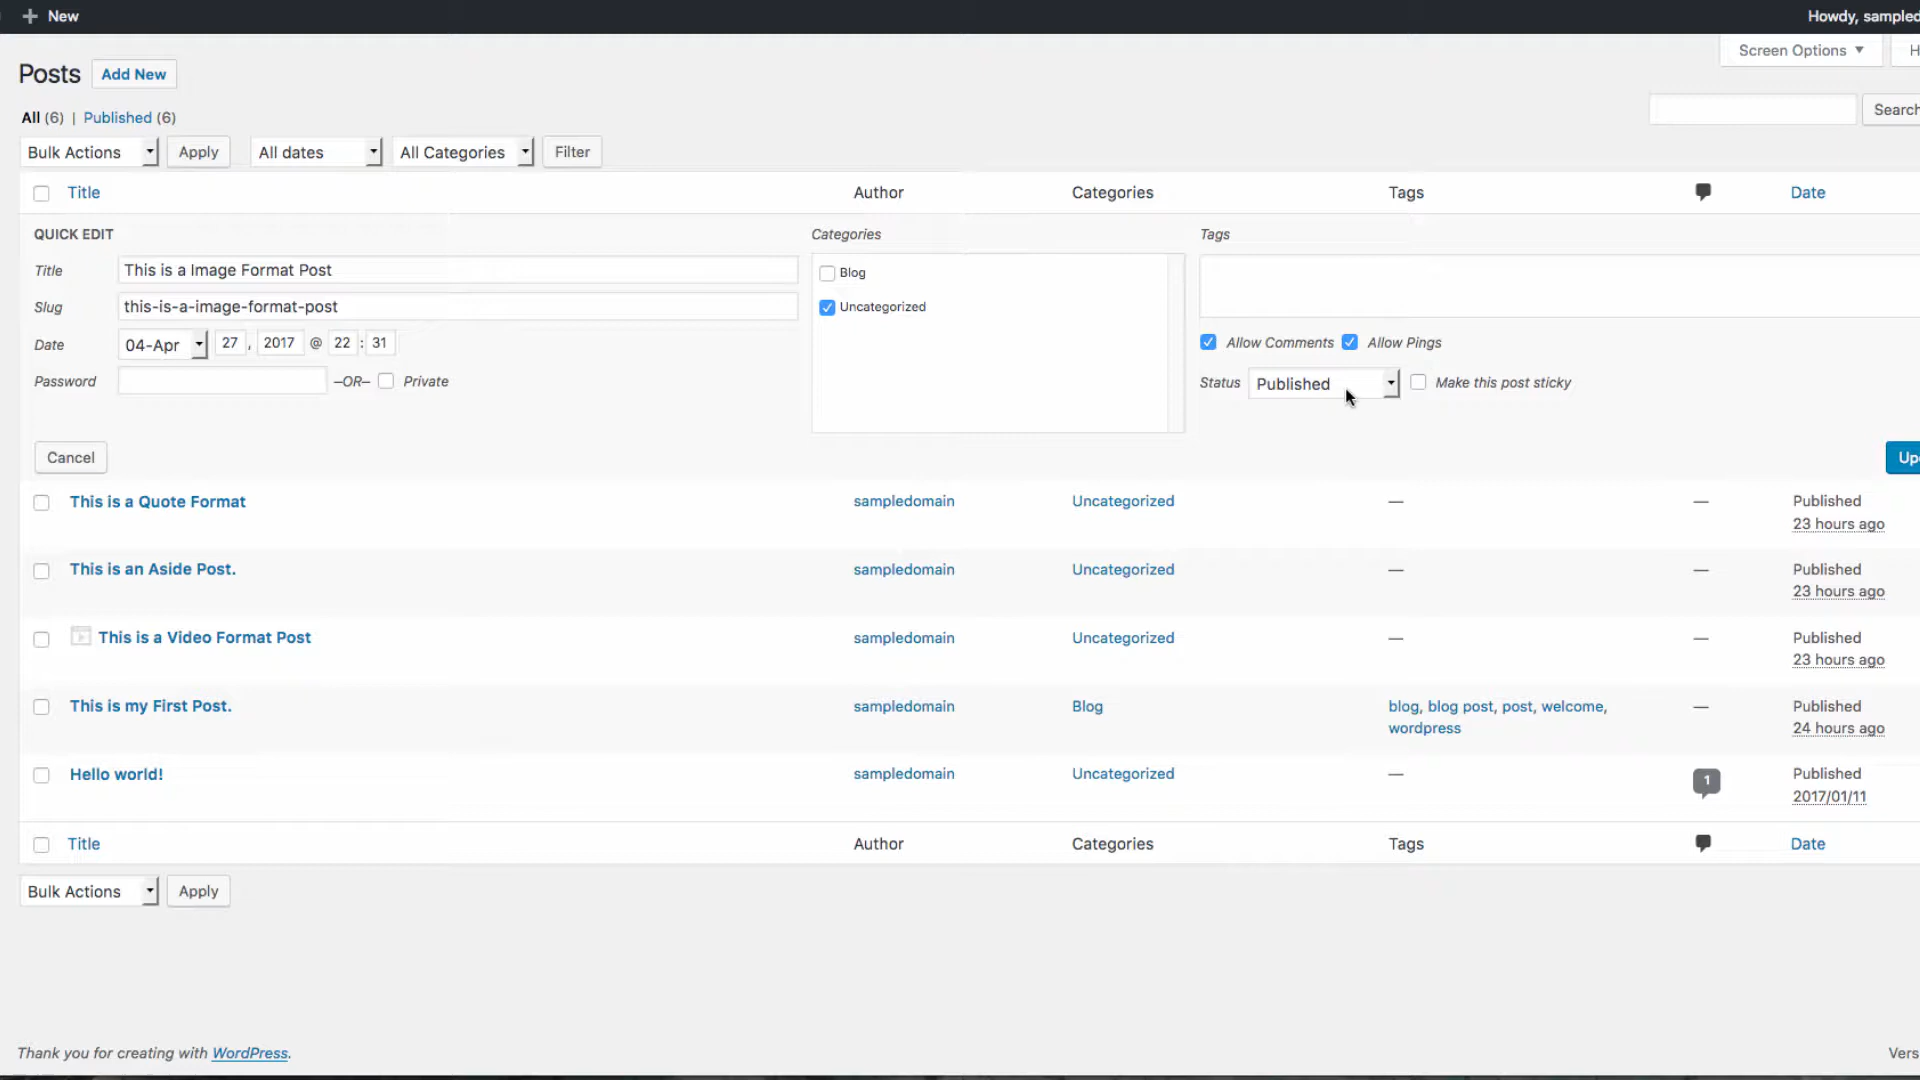 New Howdy, sampled
Screen Options H
Posts Add New
All (6) | Published (6)
Search
Bulk Actions Apply All dates All Categories Filter
Title Author Categories Tags Date
QUICK EDIT Categories Tags
Title This is a Image Format Post Blog
Slug this-is-a-image-format-post Uncategorized
Date 04-Apr 27 , 2017 @ 22 : 31 Allow Comments Allow Pings
Password –OR– Private Status Published Make this post sticky
Cancel Up
This is a Quote Format sampledomain Uncategorized — — Published
23 hours ago
This is an Aside Post. sampledomain Uncategorized — — Published
23 hours ago
This is a Video Format Post sampledomain Uncategorized — — Published
23 hours ago
This is my First Post. sampledomain Blog blog, blog post, post, welcome, — Published
wordpress 24 hours ago
Hello world! sampledomain Uncategorized — 1 Published
2017/01/11
Title Author Categories Tags Date
Bulk Actions Apply
Thank you for creating with WordPress. Vers